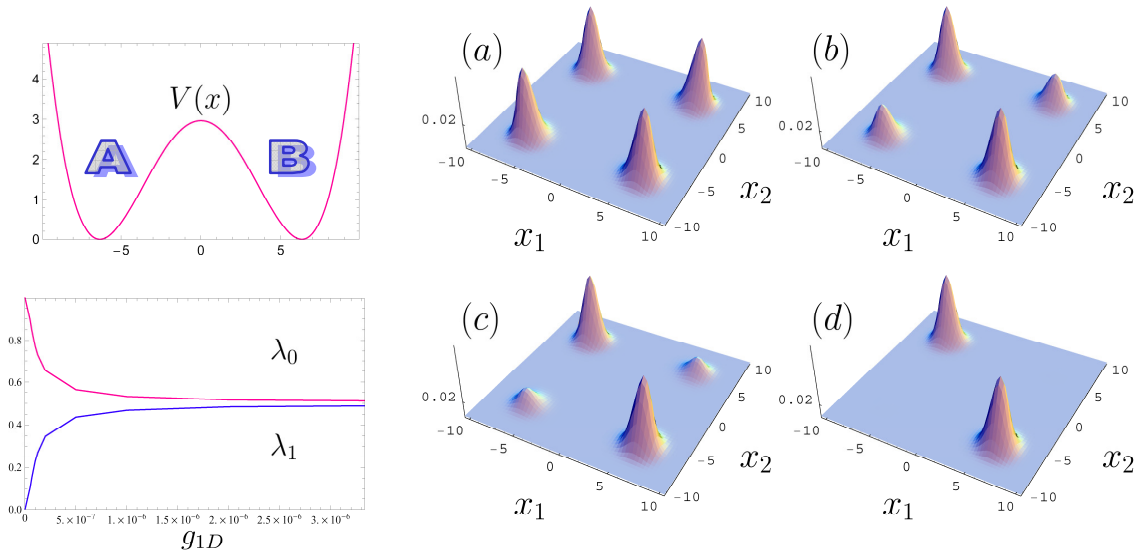 V(x)
A B
4
3
2
1
0
−5 0 5
0.8
0.6
0.4
0.2
0.0
λ₀
λ₁
0 5.×10⁻⁷ 1.×10⁻⁶ 1.5×10⁻⁶ 2.×10⁻⁶ 2.5×10⁻⁶ 3.×10⁻⁶
g₁D
(a)
0.02
−10 −5 0 5 10
x₁
10 5 0 −5 −10
x₂
(b)
0.02
−10 −5 0 5 10
x₁
10 5 0 −5 −10
x₂
(c)
0.02
−10 −5 0 5 10
x₁
10 5 0 −5 −10
x₂
(d)
0.02
−10 −5 0 5 10
x₁
10 5 0 −5 −10
x₂